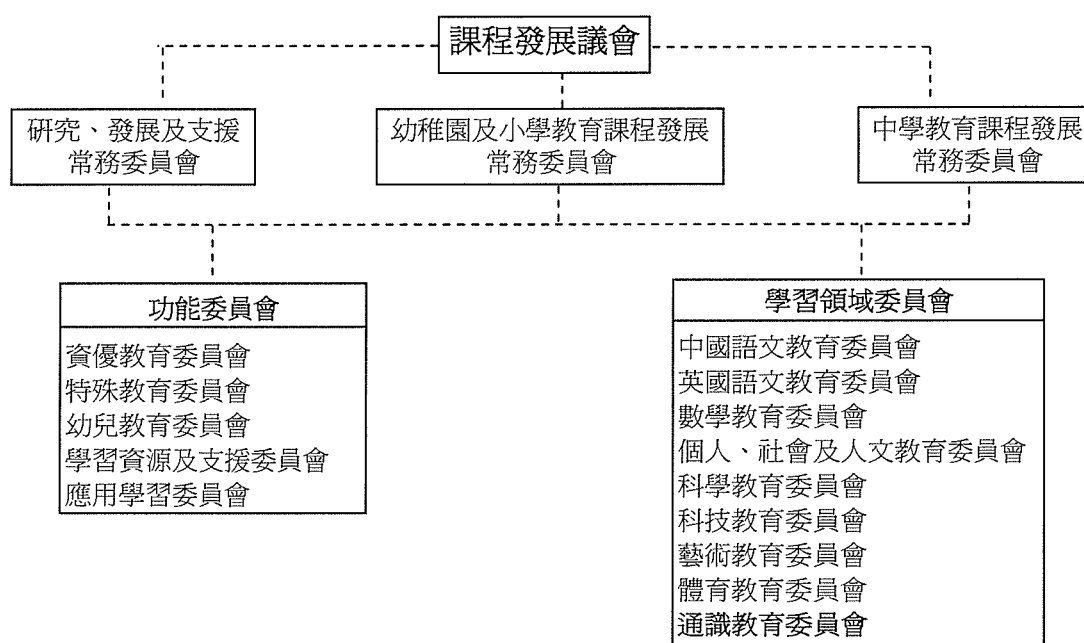 課程發展議會
研究、發展及支援
常務委員會
幼稚園及小學教育課程發展
常務委員會
中學教育課程發展
常務委員會
功能委員會
資優教育委員會
特殊教育委員會
幼兒教育委員會
學習資源及支援委員會
應用學習委員會
學習領域委員會
中國語文教育委員會
英國語文教育委員會
數學教育委員會
個人、社會及人文教育委員會
科學教育委員會
科技教育委員會
藝術教育委員會
體育教育委員會
通識教育委員會